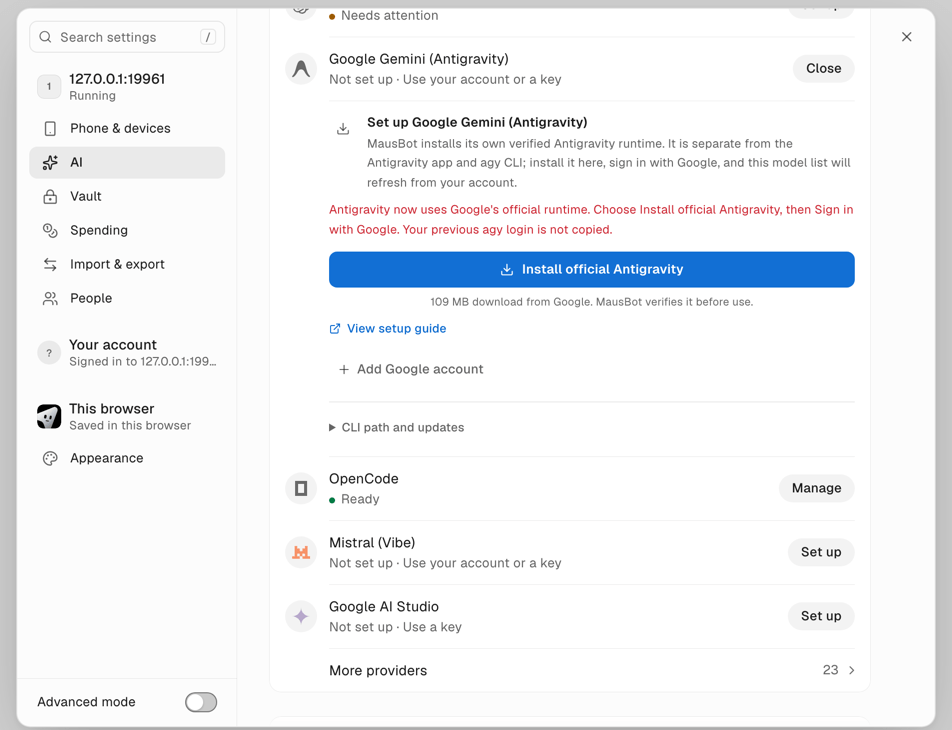 Search settings /
1 127.0.0.1:19961
Running
Phone & devices
AI
Vault
Spending
Import & export
People
? Your account
Signed in to 127.0.0.1:199…
This browser
Saved in this browser
Appearance
Advanced mode
Needs attention
Google Gemini (Antigravity)
Not set up · Use your account or a key
Close
Set up Google Gemini (Antigravity)
MausBot installs its own verified Antigravity runtime. It is separate from the
Antigravity app and agy CLI; install it here, sign in with Google, and this model list will
refresh from your account.
Antigravity now uses Google's official runtime. Choose Install official Antigravity, then Sign in
with Google. Your previous agy login is not copied.
Install official Antigravity
109 MB download from Google. MausBot verifies it before use.
View setup guide
Add Google account
CLI path and updates
OpenCode
Ready
Manage
Mistral (Vibe)
Not set up · Use your account or a key
Set up
Google AI Studio
Not set up · Use a key
Set up
More providers 23